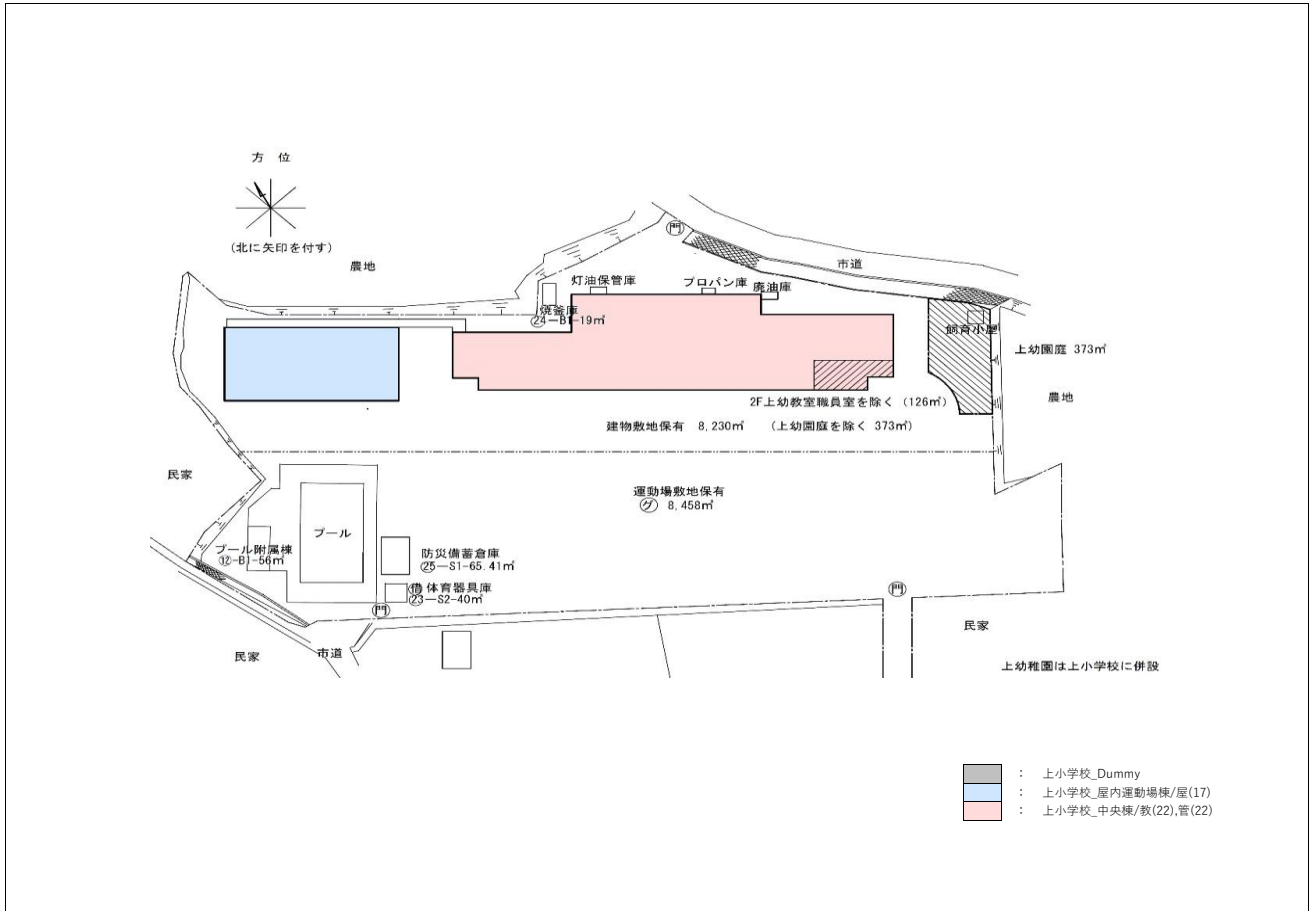 方 位
(北に矢印を付す)
農地
門
市道
灯油保管庫
プロパン庫
廃油庫
焼釜庫
㉔－B1-19㎡
飼育小屋
上幼園庭 373㎡
農地
2F上幼教室職員室を除く (126㎡)
建物敷地保有 8,230㎡ (上幼園庭を除く 373㎡)
民家
運動場敷地保有
グ 8,458㎡
プール
プール附属棟
⑫-B1-56㎡
防災備蓄倉庫
㉕－S1-65.41㎡
借 体育器具庫
㉓－S2-40㎡
門
門
民家
民家
市道
上幼稚園は上小学校に併設
： 上小学校_Dummy
： 上小学校_屋内運動場棟/屋(17)
： 上小学校_中央棟/教(22),管(22)